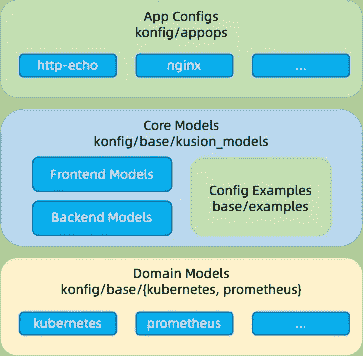 App Configs
konfig/appops
http-echo
nginx
...
Core Models
konfig/base/kusion_models
Frontend Models
Backend Models
Config Examples
base/examples
Domain Models
konfig/base/{kubernetes, prometheus}
kubernetes
prometheus
...